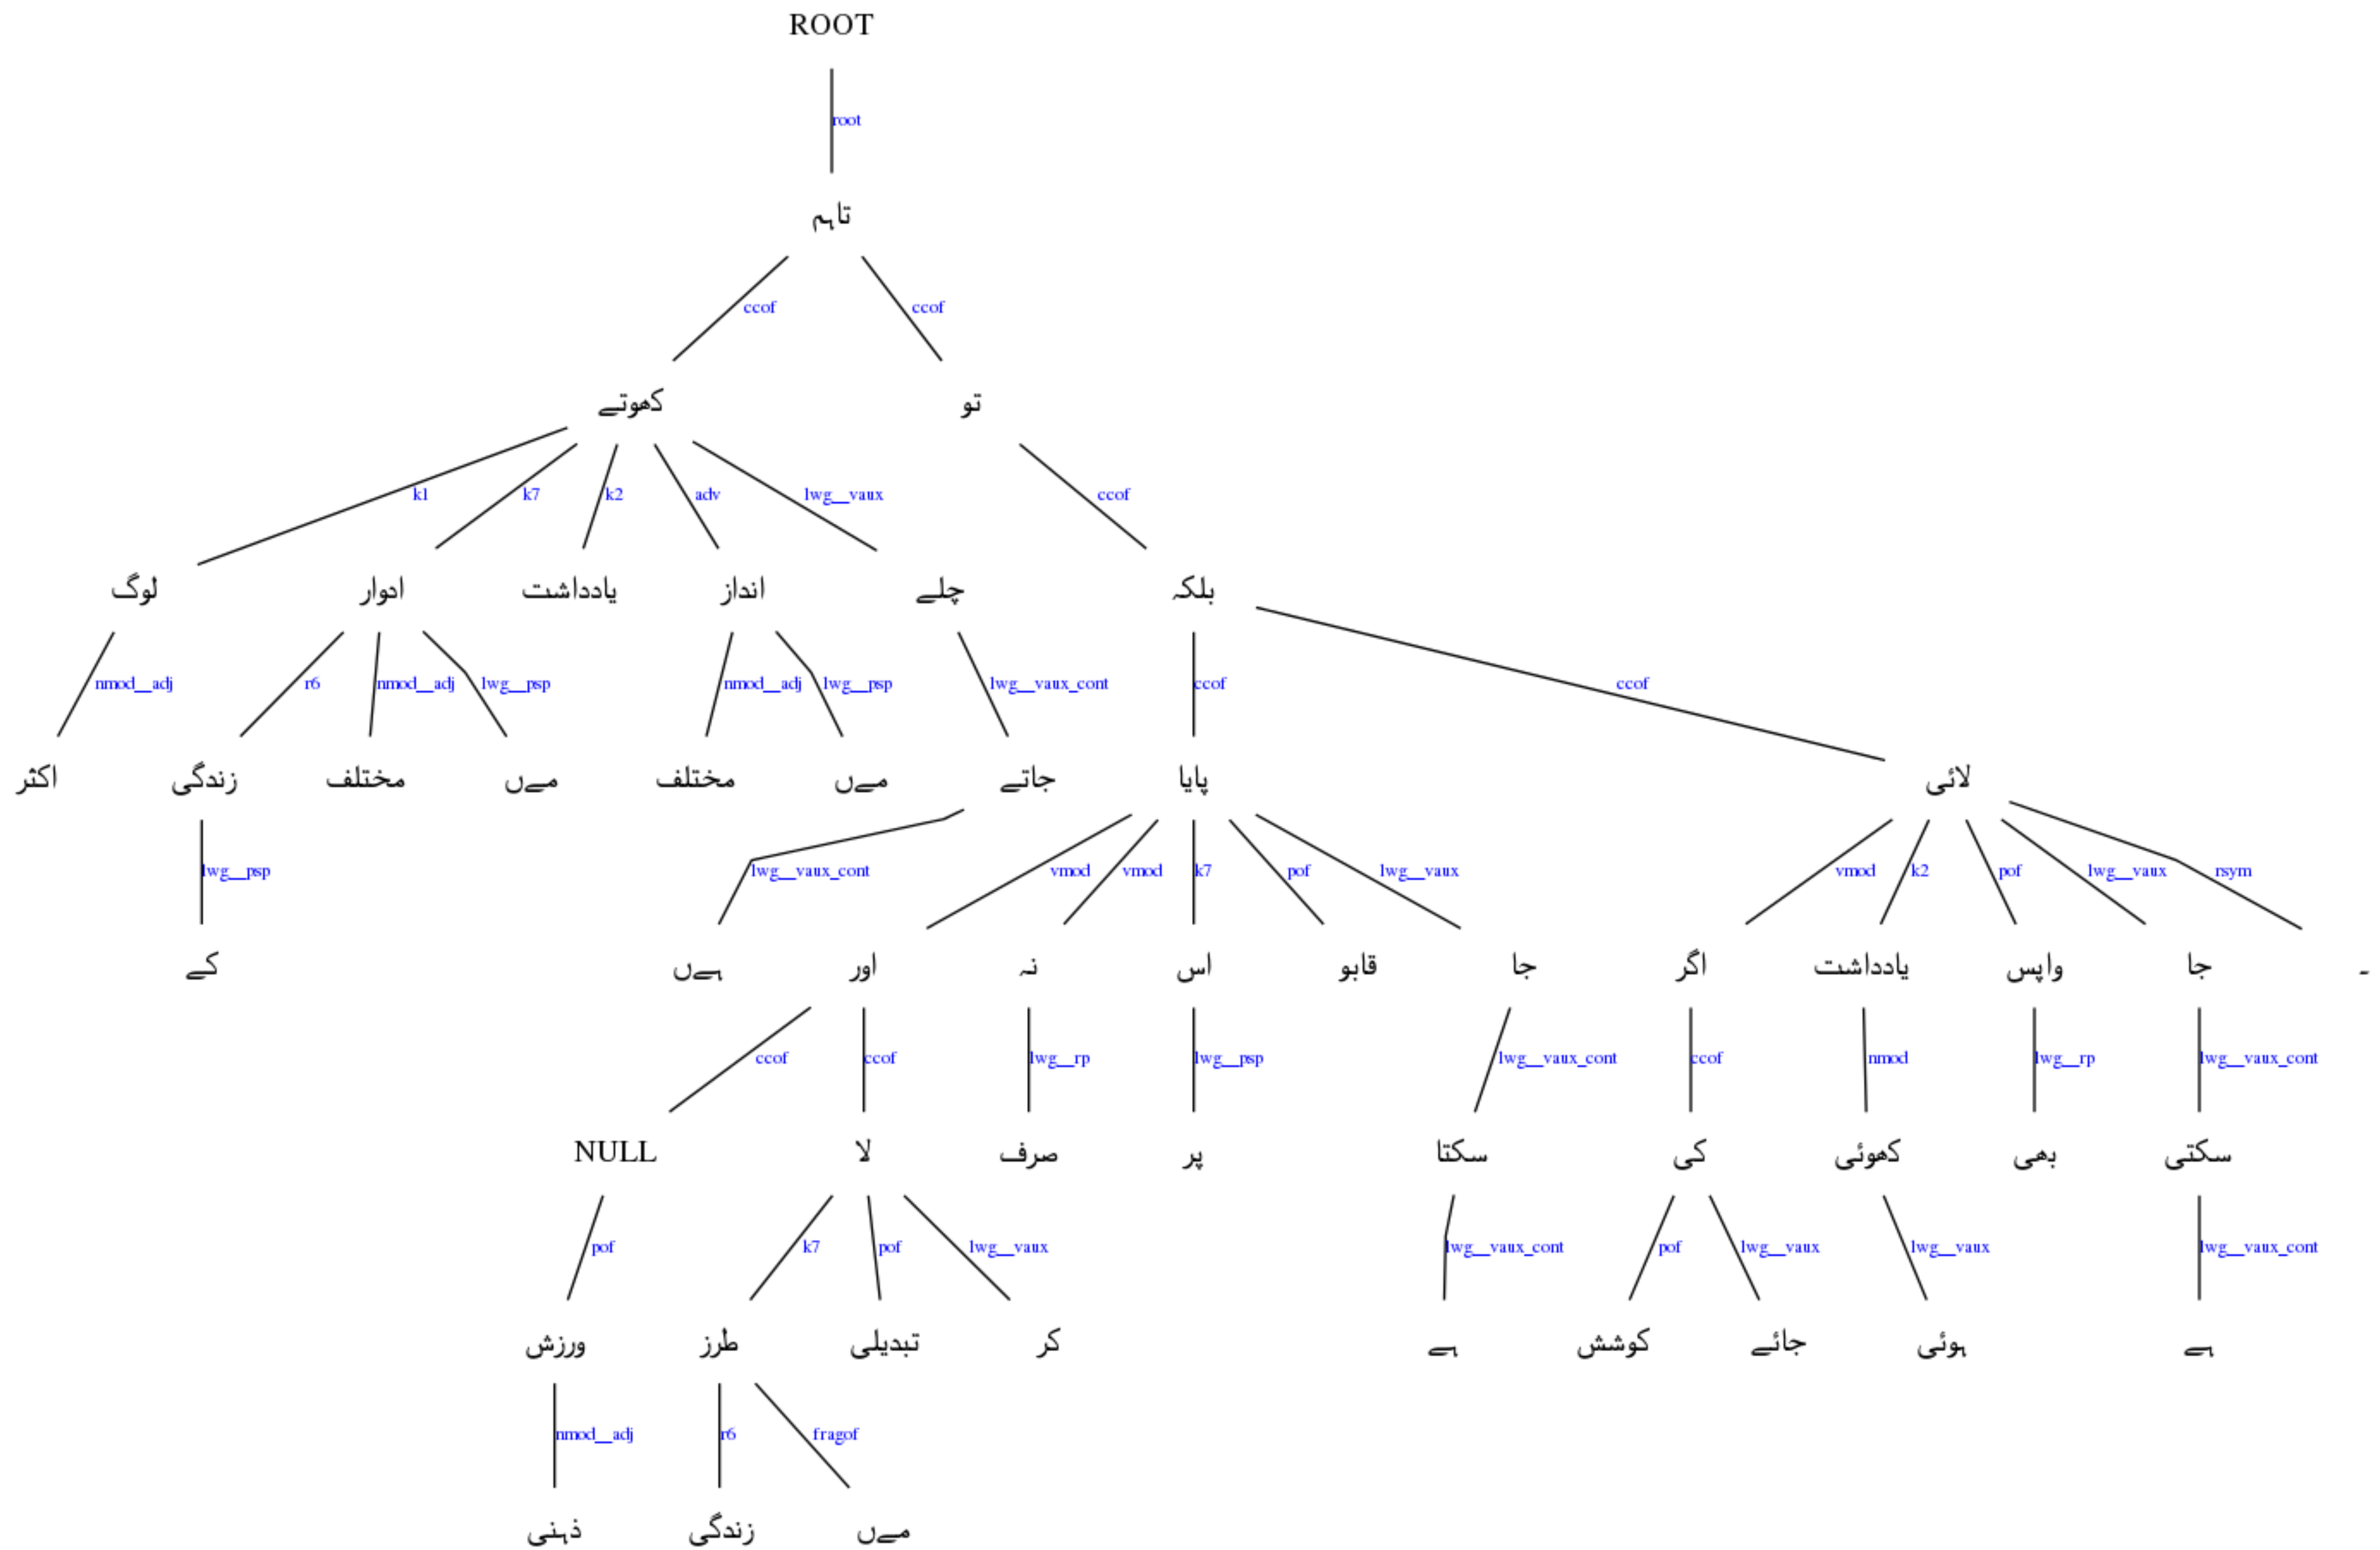 ROOT
root
تاہم
ccof ccof
کھوتے تو
k1 k7 k2 adv lwg__vaux ccof
لوگ ادوار یادداشت انداز چلے بلکہ
nmod__adj r6 nmod__adj lwg__psp nmod__adj lwg__psp lwg__vaux_cont ccof ccof
اکثر زندگی مختلف مےں مختلف مےں جاتے پایا لائی
lwg__psp lwg__vaux_cont vmod vmod k7 pof lwg__vaux vmod k2 pof lwg__vaux rsym
کے ہےں اور نہ اس قابو جا اگر یادداشت واپس جا ۔
ccof ccof lwg__rp lwg__psp lwg__vaux_cont ccof nmod lwg__rp lwg__vaux_cont
NULL لا صرف پر سکتا کی کھوئی بھی سکتی
pof k7 pof lwg__vaux lwg__vaux_cont pof lwg__vaux lwg__vaux lwg__vaux_cont
ورزش طرز تبدیلی کر ہے کوشش جائے ہوئی ہے
nmod__adj r6 fragof
ذہنی زندگی مےں